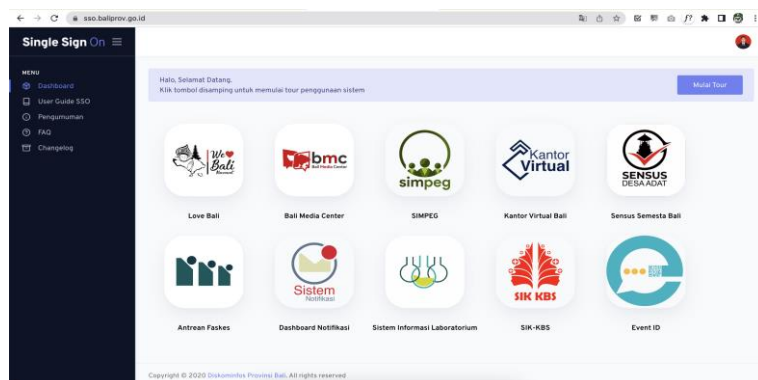 sso.baliprov.go.id
Single Sign On
MENU
Dashboard
User Guide SSO
Pengumuman
FAQ
Changelog
Halo, Selamat Datang.
Klik tombol disamping untuk memulai tour penggunaan sistem
Mulai Tour
We
Bali
bmc
Bali Media Center
simpeg
Kantor
Virtual
SENSUS
DESA ADAT
Love Bali
Bali Media Center
SIMPEG
Kantor Virtual Bali
Sensus Semesta Bali
Sistem
Notifikasi
SIK KBS
Antrean Faskes
Dashboard Notifikasi
Sistem Informasi Laboratorium
SIK-KBS
Event ID
Copyright © 2020 Diskominfos Provinsi Bali. All rights reserved